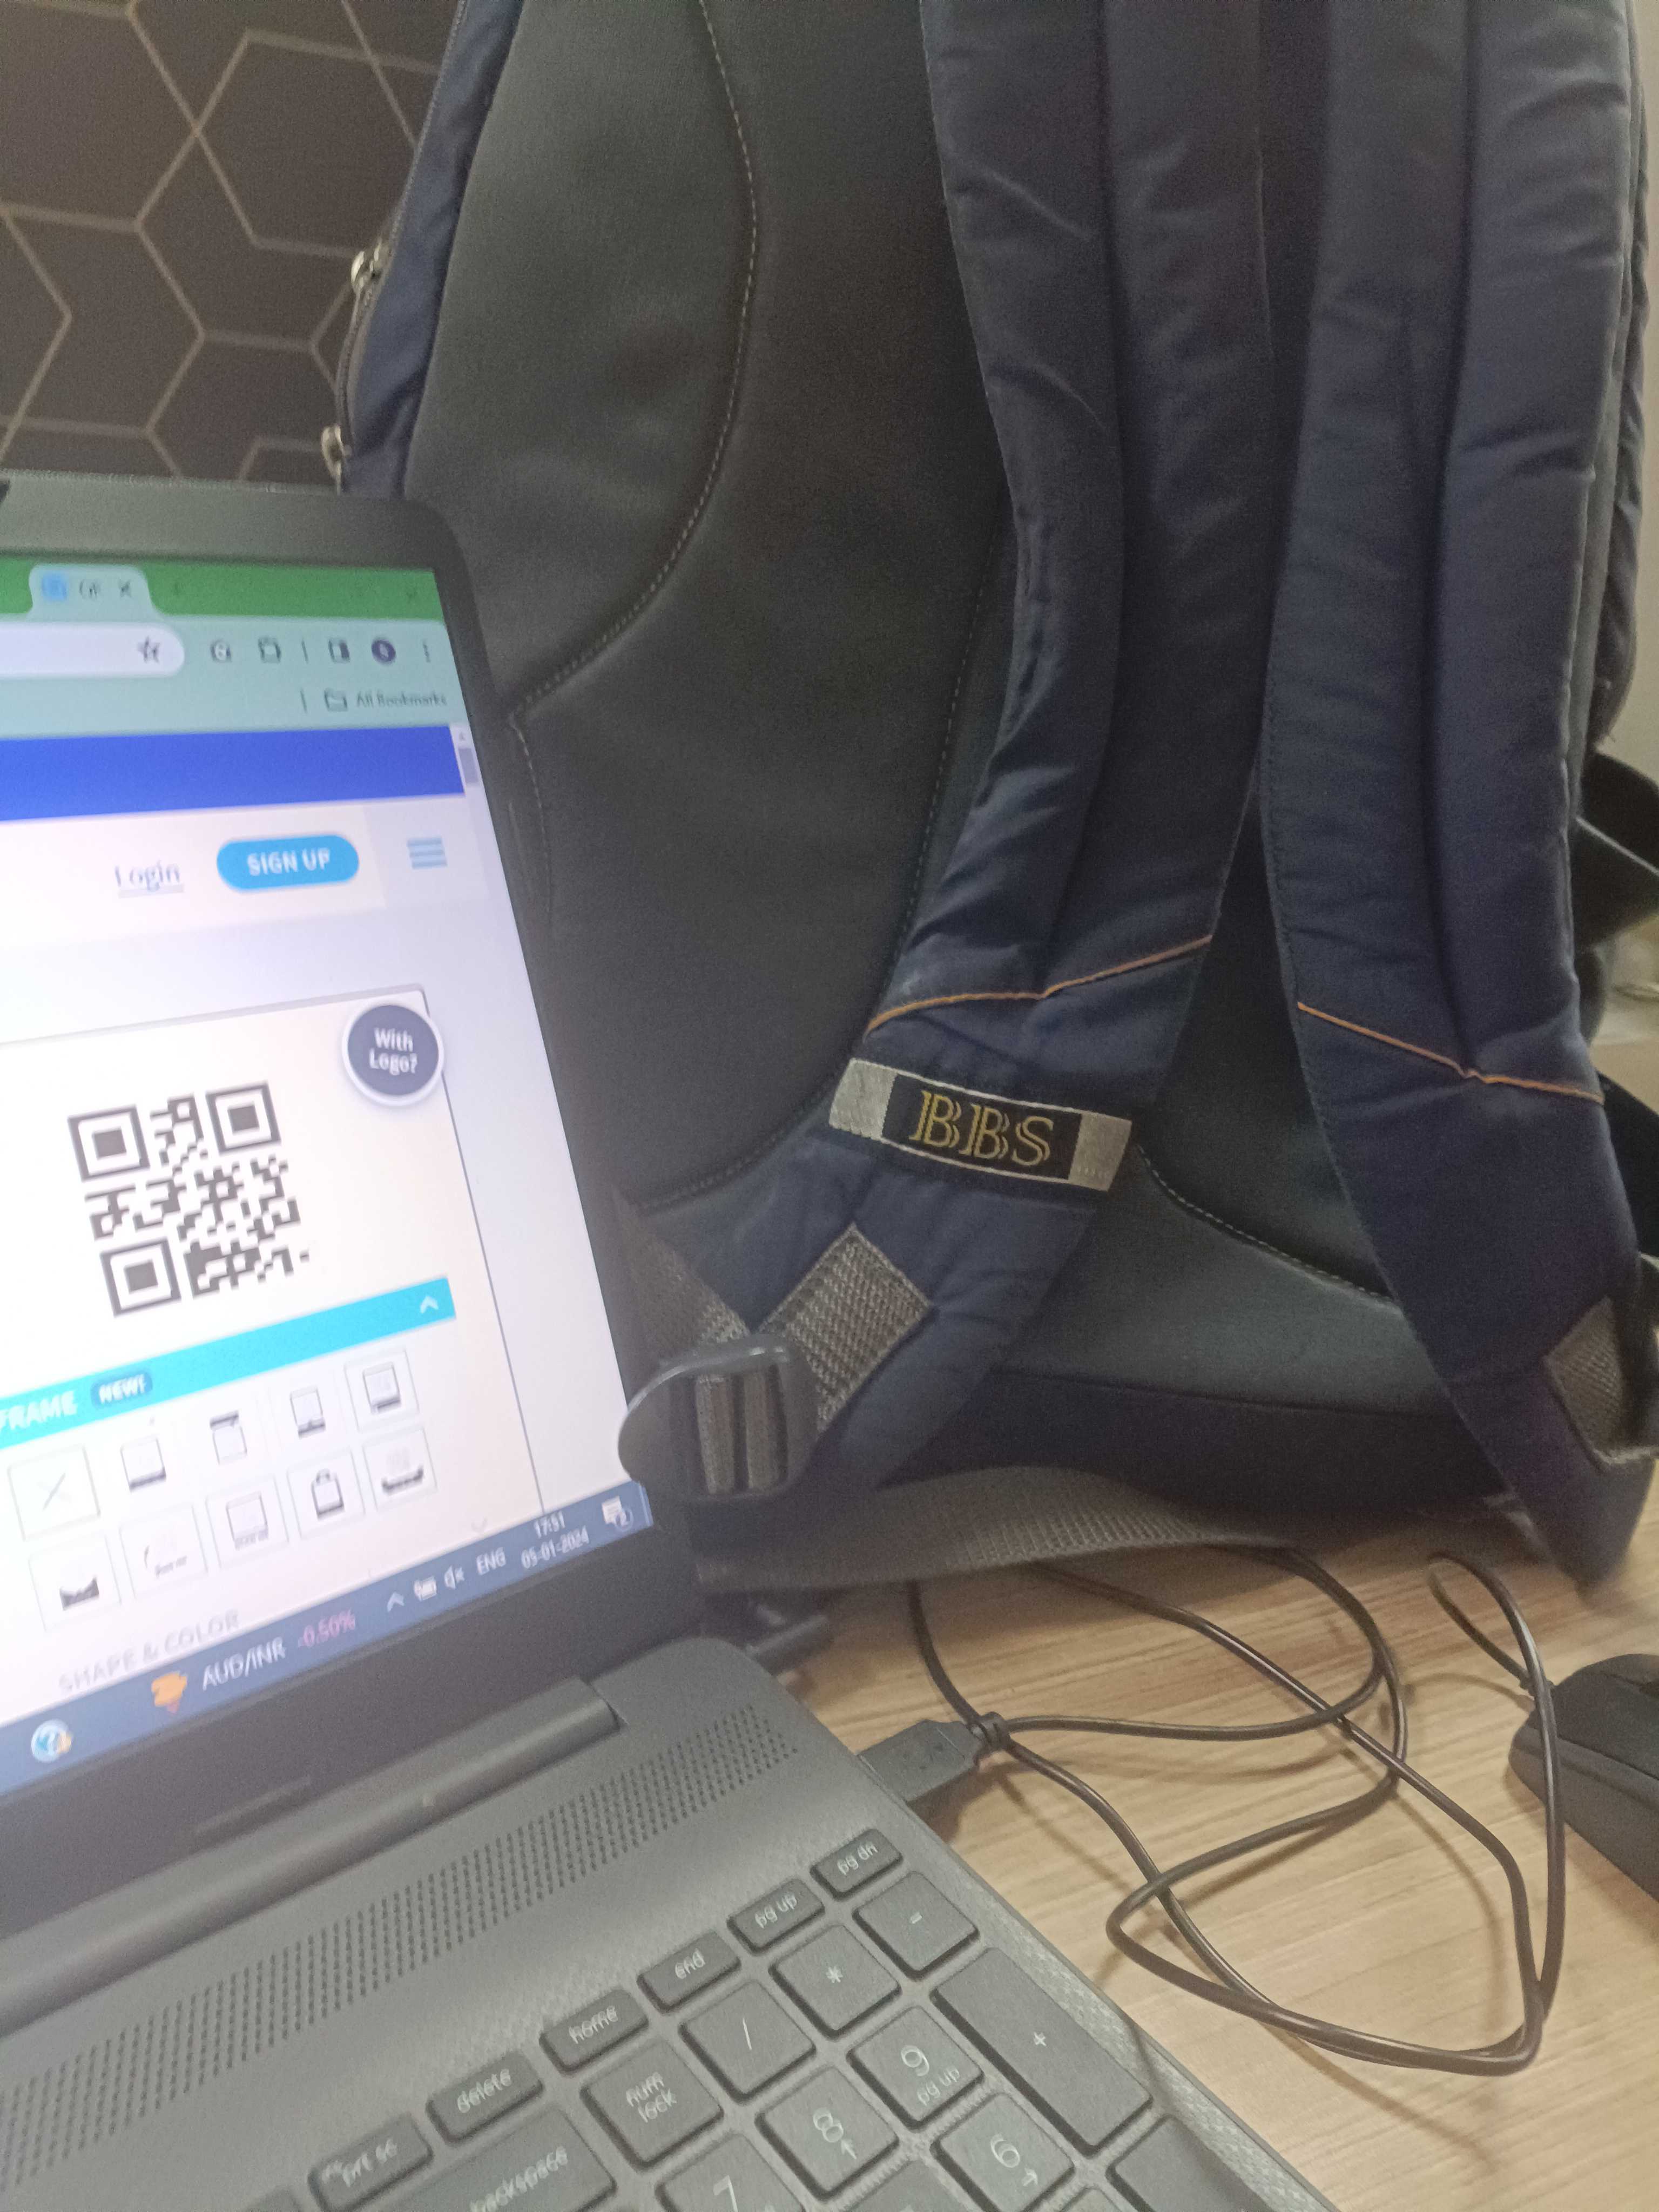 All Bookmarks
Login
SIGN UP
With
Logo?
BBS
FRAME NEW!
SHAPE & COLOR
AUD/INR -0.50%
ENG
17:51
05-01-2024
pg dn
pg up
end
home
delete
prt sc
-
*
/
num
lock
backspace
+
9
pg up
8
7
6